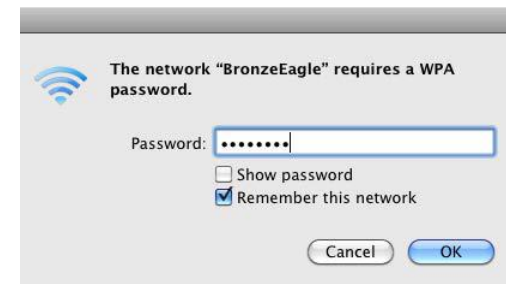 The network “BronzeEagle” requires a WPA
password.
Password: ••••••••
Show password
Remember this network
Cancel OK